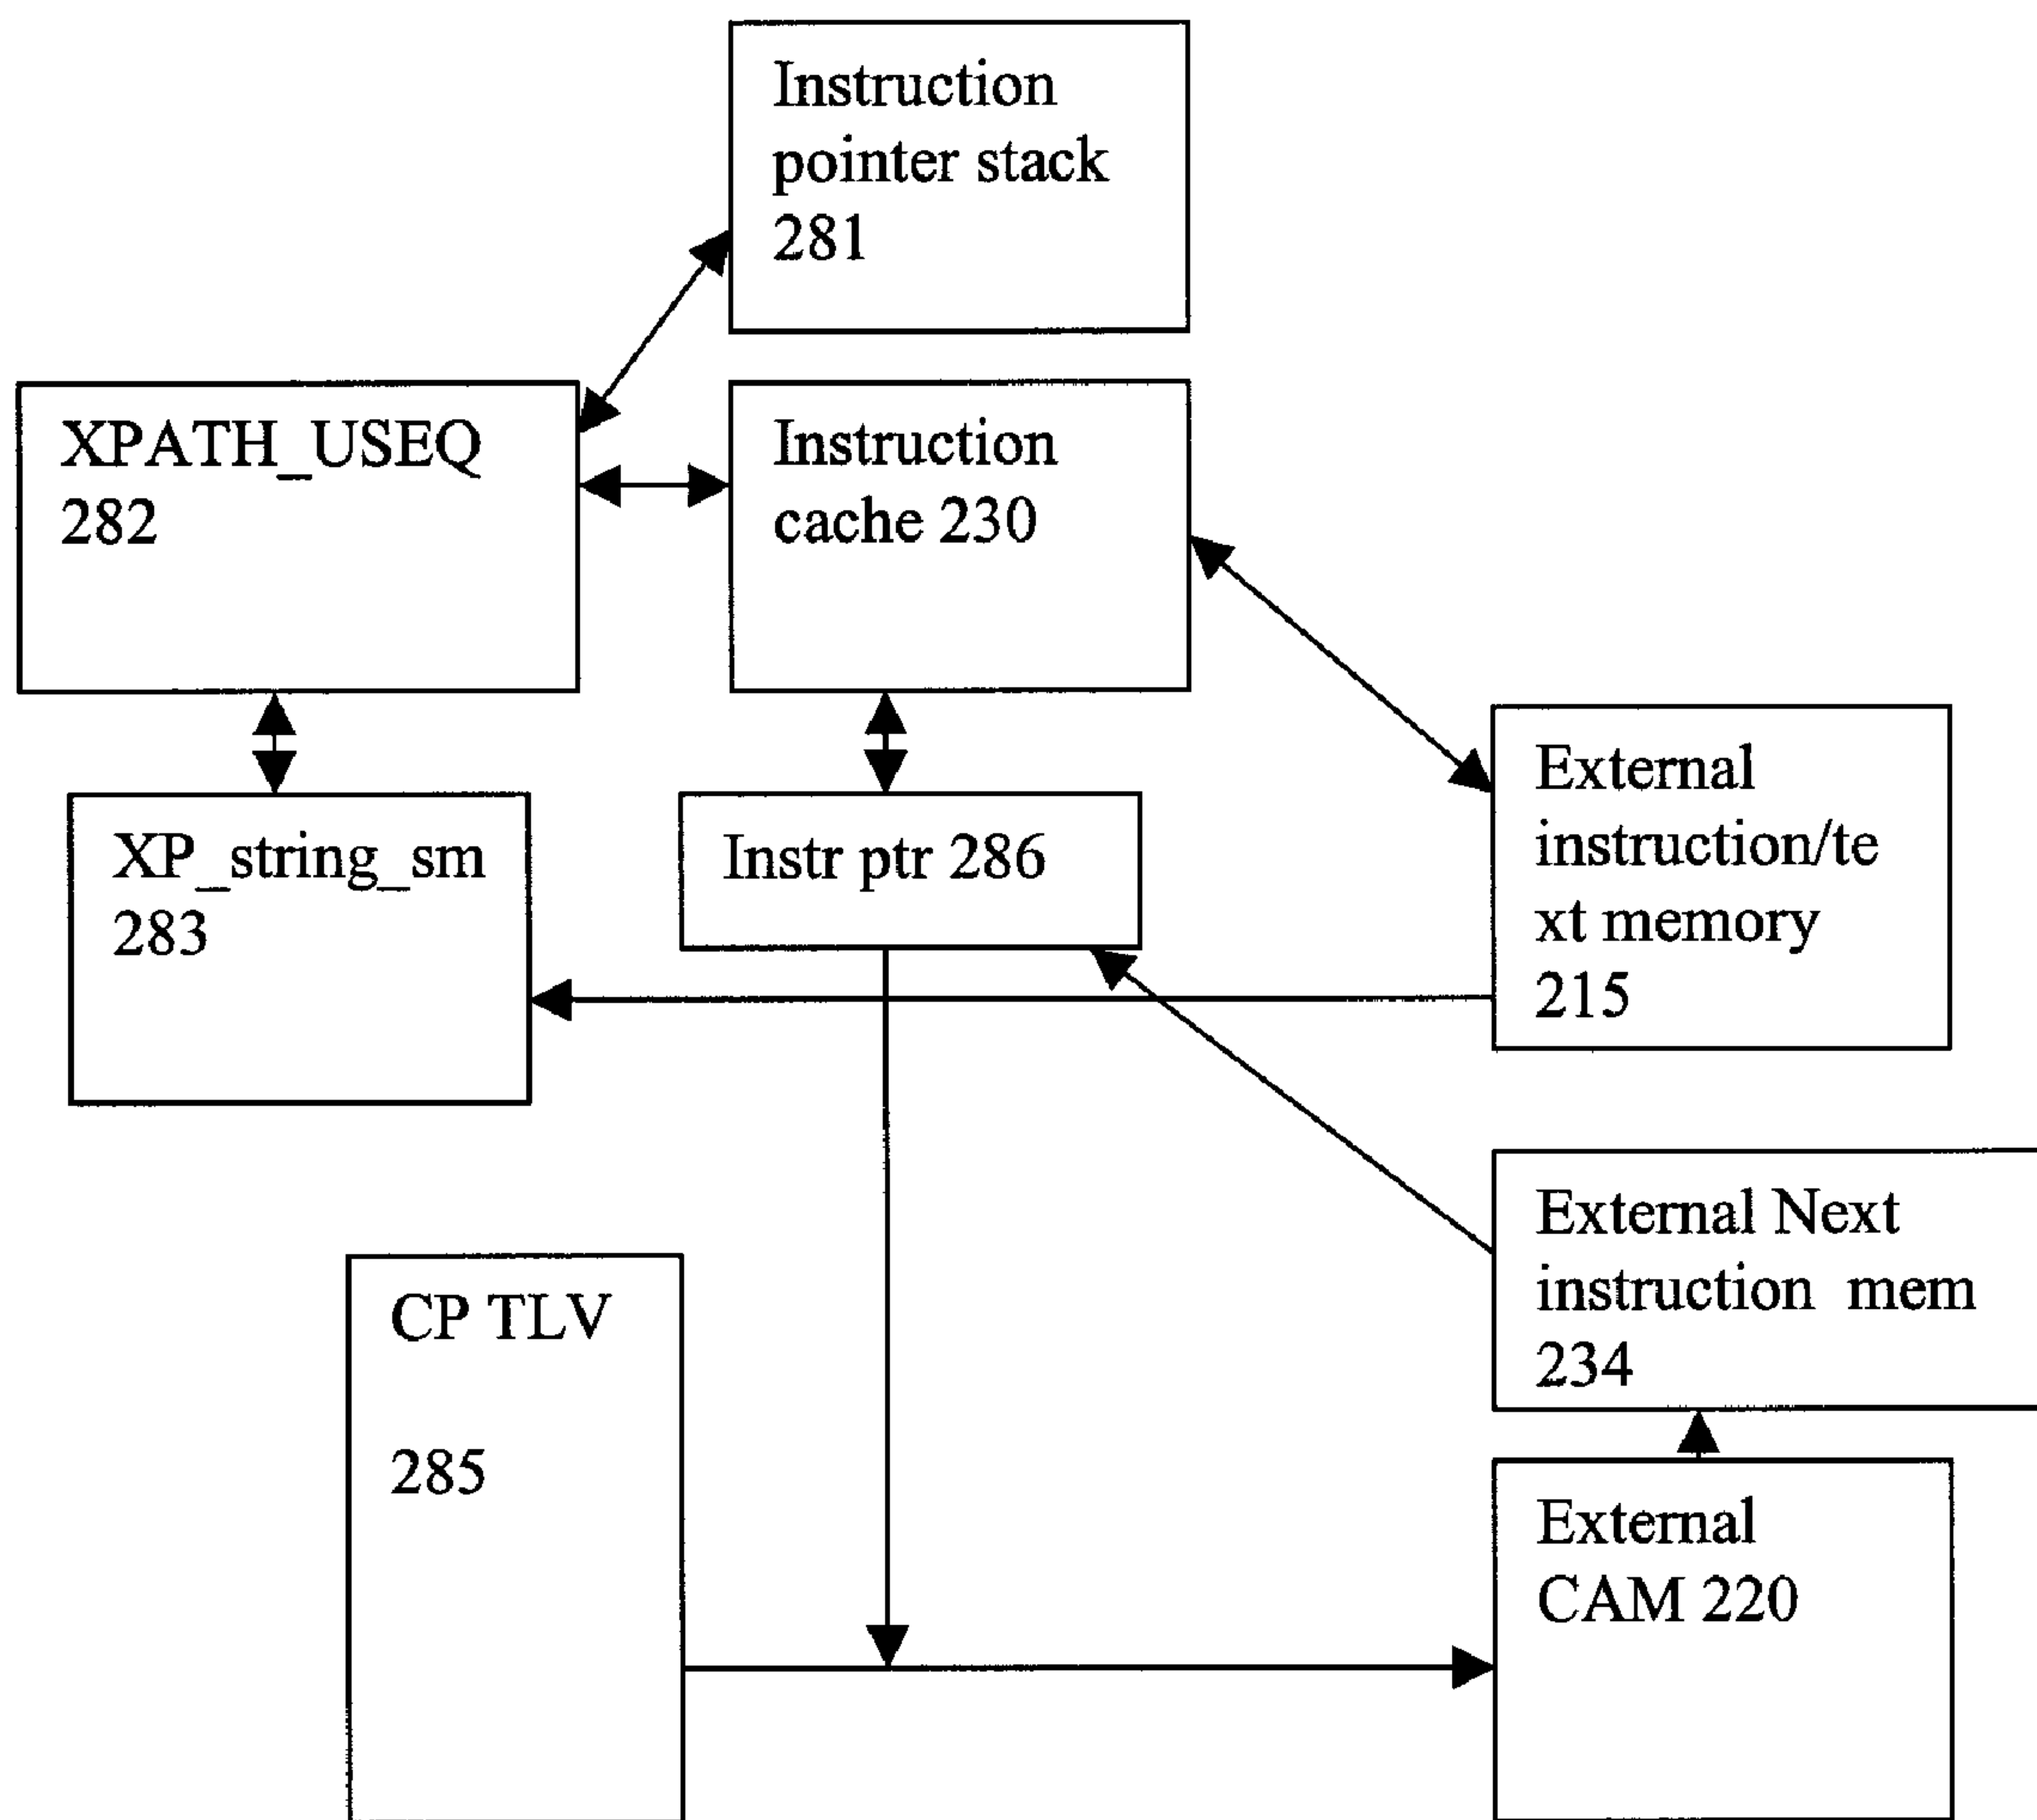 Instruction
pointer stack
281
XPATH_USEQ
282
Instruction
cache 230
External
instruction/te
xt memory
215
XP_string_sm
283
Instr ptr 286
External Next
instruction  mem
234
CP TLV
285
External
CAM 220